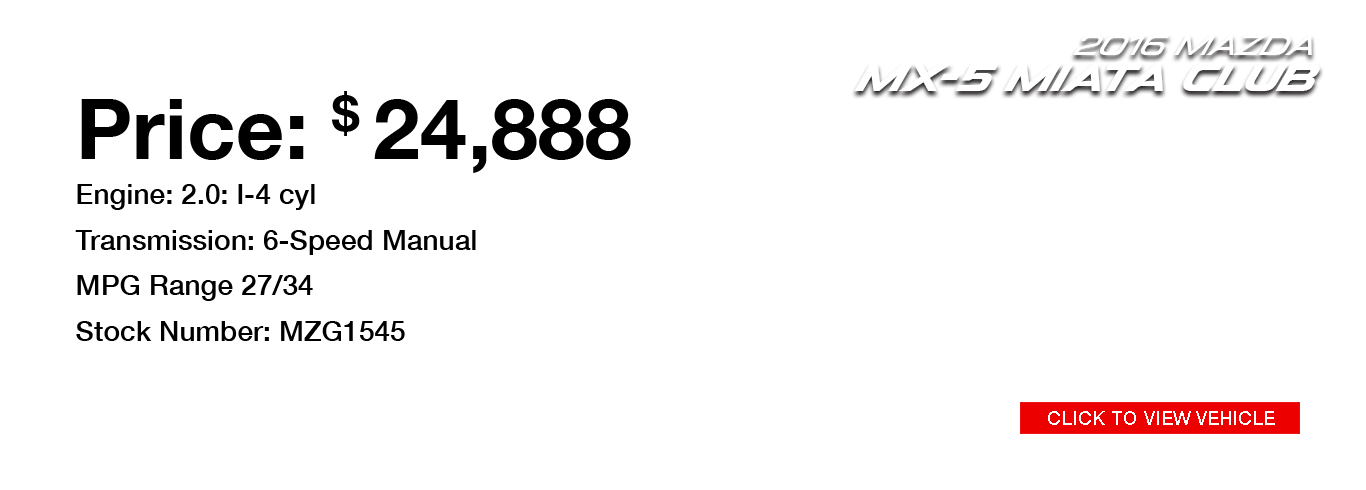 2016 MAZDA
MX-5 MIATA CLUB
Price: $ 24,888
Engine: 2.0: I-4 cyl
Transmission: 6-Speed Manual
MPG Range 27/34
Stock Number: MZG1545
CLICK TO VIEW VEHICLE